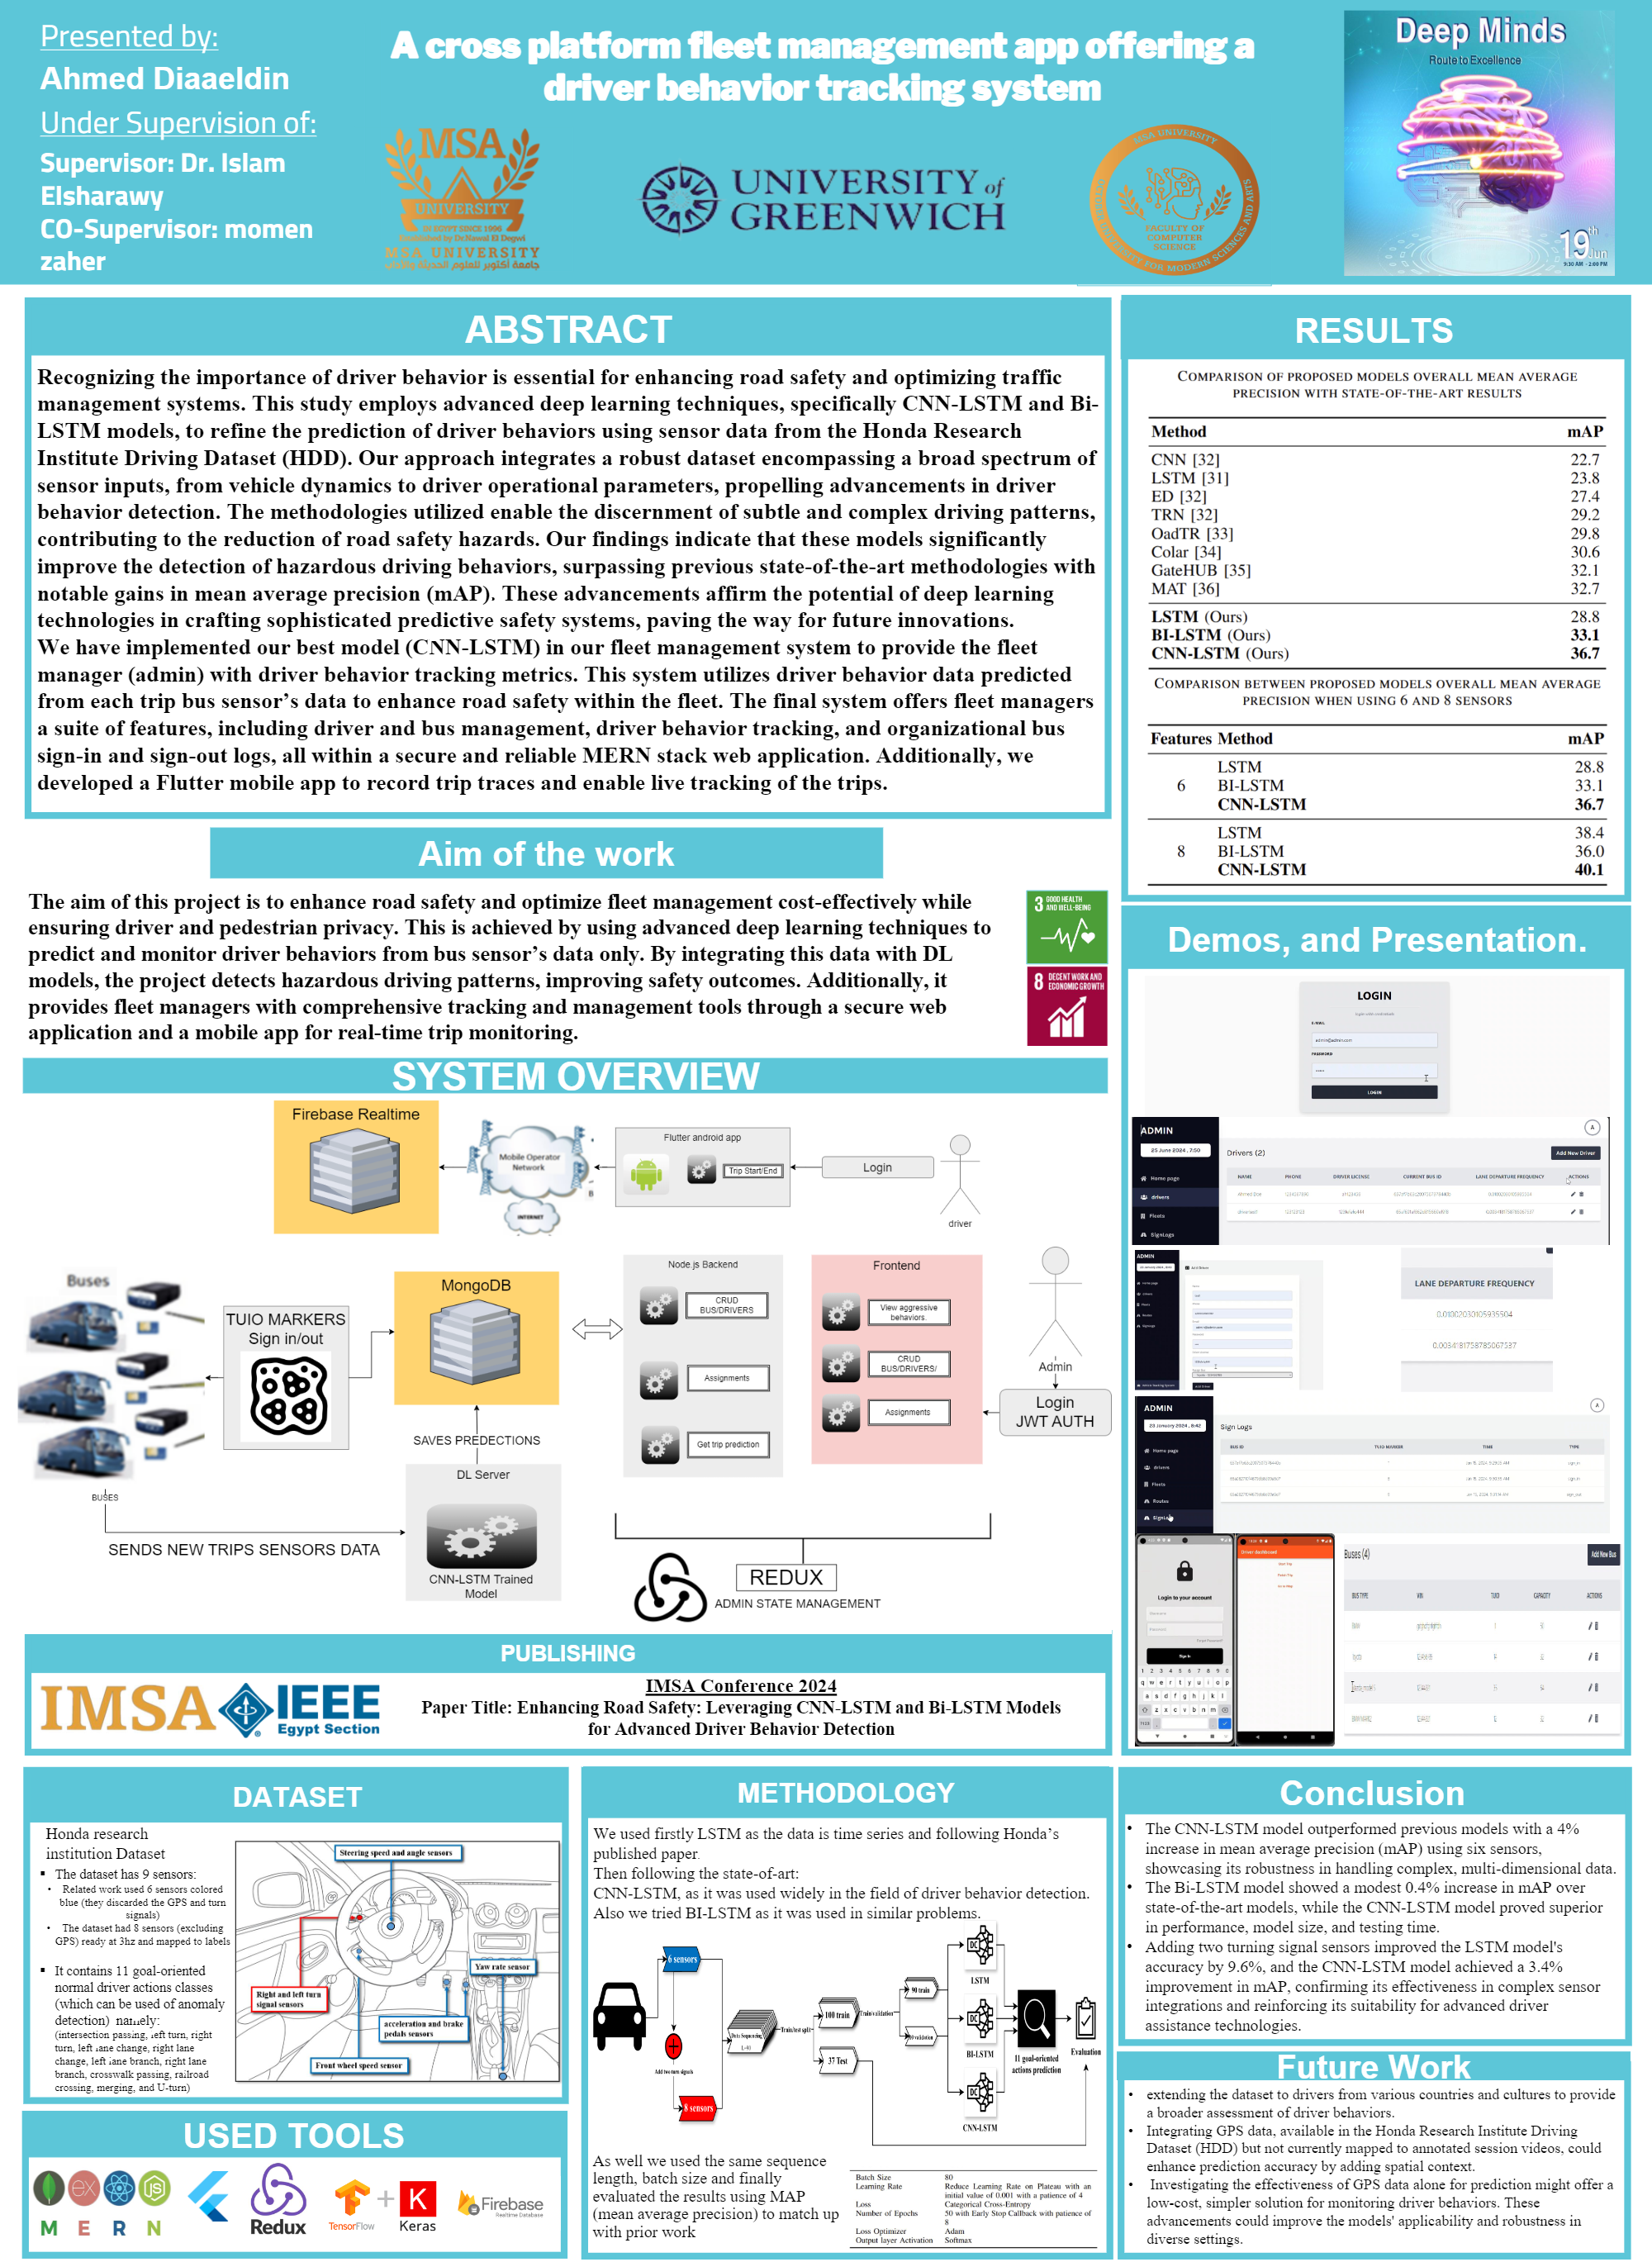 Presented by:
Ahmed Diaaeldin
Under Supervision of:
Supervisor: Dr. Islam
Elsharawy
CO-Supervisor: momen
zaher
A cross platform fleet management app offering a
driver behavior tracking system
MSA
UNIVERSITY
MSA UNIVERSITY
UNIVERSITY of
GREENWICH
MSA UNIVERSITY
FACULTY OF
COMPUTER
SCIENCE
Deep Minds
Route to Excellence
19th
Jun
9:30 AM - 2:00 PM
ABSTRACT
Recognizing the importance of driver behavior is essential for enhancing road safety and optimizing traffic
management systems. This study employs advanced deep learning techniques, specifically CNN-LSTM and Bi-
LSTM models, to refine the prediction of driver behaviors using sensor data from the Honda Research
Institute Driving Dataset (HDD). Our approach integrates a robust dataset encompassing a broad spectrum of
sensor inputs, from vehicle dynamics to driver operational parameters, propelling advancements in driver
behavior detection. The methodologies utilized enable the discernment of subtle and complex driving patterns,
contributing to the reduction of road safety hazards. Our findings indicate that these models significantly
improve the detection of hazardous driving behaviors, surpassing previous state-of-the-art methodologies with
notable gains in mean average precision (mAP). These advancements affirm the potential of deep learning
technologies in crafting sophisticated predictive safety systems, paving the way for future innovations.
We have implemented our best model (CNN-LSTM) in our fleet management system to provide the fleet
manager (admin) with driver behavior tracking metrics. This system utilizes driver behavior data predicted
from each trip bus sensor’s data to enhance road safety within the fleet. The final system offers fleet managers
a suite of features, including driver and bus management, driver behavior tracking, and organizational bus
sign-in and sign-out logs, all within a secure and reliable MERN stack web application. Additionally, we
developed a Flutter mobile app to record trip traces and enable live tracking of the trips.
RESULTS
COMPARISON OF PROPOSED MODELS OVERALL MEAN AVERAGE
PRECISION WITH STATE-OF-THE-ART RESULTS
Method mAP
CNN [32] 22.7
LSTM [31] 23.8
ED [32] 27.4
TRN [32] 29.2
OadTR [33] 29.8
Colar [34] 30.6
GateHUB [35] 32.1
MAT [36] 32.7
LSTM (Ours) 28.8
BI-LSTM (Ours) 33.1
CNN-LSTM (Ours) 36.7
COMPARISON BETWEEN PROPOSED MODELS OVERALL MEAN AVERAGE
PRECISION WHEN USING 6 AND 8 SENSORS
Features Method mAP
LSTM 28.8
6 BI-LSTM 33.1
CNN-LSTM 36.7
LSTM 38.4
8 BI-LSTM 36.0
CNN-LSTM 40.1
Aim of the work
The aim of this project is to enhance road safety and optimize fleet management cost-effectively while
ensuring driver and pedestrian privacy. This is achieved by using advanced deep learning techniques to
predict and monitor driver behaviors from bus sensor’s data only. By integrating this data with DL
models, the project detects hazardous driving patterns, improving safety outcomes. Additionally, it
provides fleet managers with comprehensive tracking and management tools through a secure web
application and a mobile app for real-time trip monitoring.
3 GOOD HEALTH
AND WELL-BEING
8 DECENT WORK AND
ECONOMIC GROWTH
SYSTEM OVERVIEW
Firebase Realtime
Mobile Operator
Network
INTERNET
B
Flutter android app
Trip Start/End
Login
driver
Buses
BUSES
TUIO MARKERS
Sign in/out
MongoDB
SAVES PREDECTIONS
DL Server
CNN-LSTM Trained
Model
SENDS NEW TRIPS SENSORS DATA
Node.js Backend
CRUD
BUS/DRIVERS
Assignments
Get trip prediction
Frontend
View aggressive
behaviors.
CRUD
BUS/DRIVERS/
Assignments
Admin
Login
JWT AUTH
REDUX
ADMIN STATE MANAGEMENT
Demos, and Presentation.
LOGIN
E-MAIL
admin@admin.com
PASSWORD
LOGIN
ADMIN
25 June 2024 , 7:50
Home page
drivers
Fleets
SignLogs
A
Drivers (2)
Add New Driver
NAME PHONE DRIVER LICENSE CURRENT BUS ID LANE DEPARTURE FREQUENCY ACTIONS
ADMIN
LANE DEPARTURE FREQUENCY
0.01002030105935504
0.0034181758785067537
ADMIN
23 January 2024 , 8:42
Home page
drivers
Fleets
Routes
SignLogs
A
Sign Logs
BUS ID TUIO MARKER TIME TYPE
Login to your account
Sign In
Driver dashboard
Buses (4)
Add New Bus
BUS TYPE VIN TUIO CAPACITY ACTIONS
PUBLISHING
IMSA
IEEE
Egypt Section
IMSA Conference 2024
Paper Title: Enhancing Road Safety: Leveraging CNN-LSTM and Bi-LSTM Models
for Advanced Driver Behavior Detection
DATASET
Honda research
institution Dataset
▪ The dataset has 9 sensors:
• Related work used 6 sensors colored
blue (they discarded the GPS and turn
signals)
• The dataset had 8 sensors (excluding
GPS) ready at 3hz and mapped to labels
▪ It contains 11 goal-oriented
normal driver actions classes
(which can be used of anomaly
detection) namely:
(intersection passing, left turn, right
turn, left lane change, right lane
change, left lane branch, right lane
branch, crosswalk passing, railroad
crossing, merging, and U-turn)
Steering speed and angle sensors
Yaw rate sensor
Right and left turn
signal sensors
acceleration and brake
pedals sensors
Front wheel speed sensor
USED TOOLS
M E R N
ex
JS
Redux
TensorFlow
+
K
Keras
Firebase
Realtime Database
METHODOLOGY
We used firstly LSTM as the data is time series and following Honda’s
published paper.
Then following the state-of-art:
CNN-LSTM, as it was used widely in the field of driver behavior detection.
Also we tried BI-LSTM as it was used in similar problems.
6 sensors
Add two turn signals
8 sensors
Data Sequencing
Train/test split
100 train
37 Test
Train/validation
90 train
10 validation
DC
LSTM
DC
BI-LSTM
DC
CNN-LSTM
11 goal-oriented
actions prediction
Evaluation
As well we used the same sequence
length, batch size and finally
evaluated the results using MAP
(mean average precision) to match up
with prior work
Batch Size 80
Learning Rate Reduce Learning Rate on Plateau with an
initial value of 0.001 with a patience of 4
Loss Categorical Cross-Entropy
Number of Epochs 50 with Early Stop Callback with patience of
8
Loss Optimizer Adam
Output layer Activation Softmax
Conclusion
• The CNN-LSTM model outperformed previous models with a 4%
increase in mean average precision (mAP) using six sensors,
showcasing its robustness in handling complex, multi-dimensional data.
• The Bi-LSTM model showed a modest 0.4% increase in mAP over
state-of-the-art models, while the CNN-LSTM model proved superior
in performance, model size, and testing time.
• Adding two turning signal sensors improved the LSTM model's
accuracy by 9.6%, and the CNN-LSTM model achieved a 3.4%
improvement in mAP, confirming its effectiveness in complex sensor
integrations and reinforcing its suitability for advanced driver
assistance technologies.
Future Work
• extending the dataset to drivers from various countries and cultures to provide
a broader assessment of driver behaviors.
• Integrating GPS data, available in the Honda Research Institute Driving
Dataset (HDD) but not currently mapped to annotated session videos, could
enhance prediction accuracy by adding spatial context.
• Investigating the effectiveness of GPS data alone for prediction might offer a
low-cost, simpler solution for monitoring driver behaviors. These
advancements could improve the models' applicability and robustness in
diverse settings.